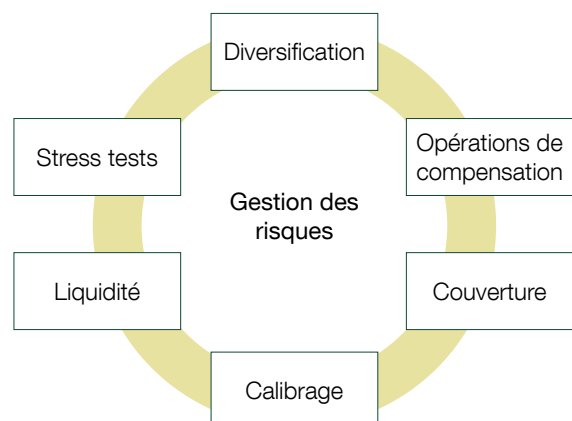 Diversification
Opérations de
compensation
Couverture
Calibrage
Liquidité
Stress tests
Gestion des
risques